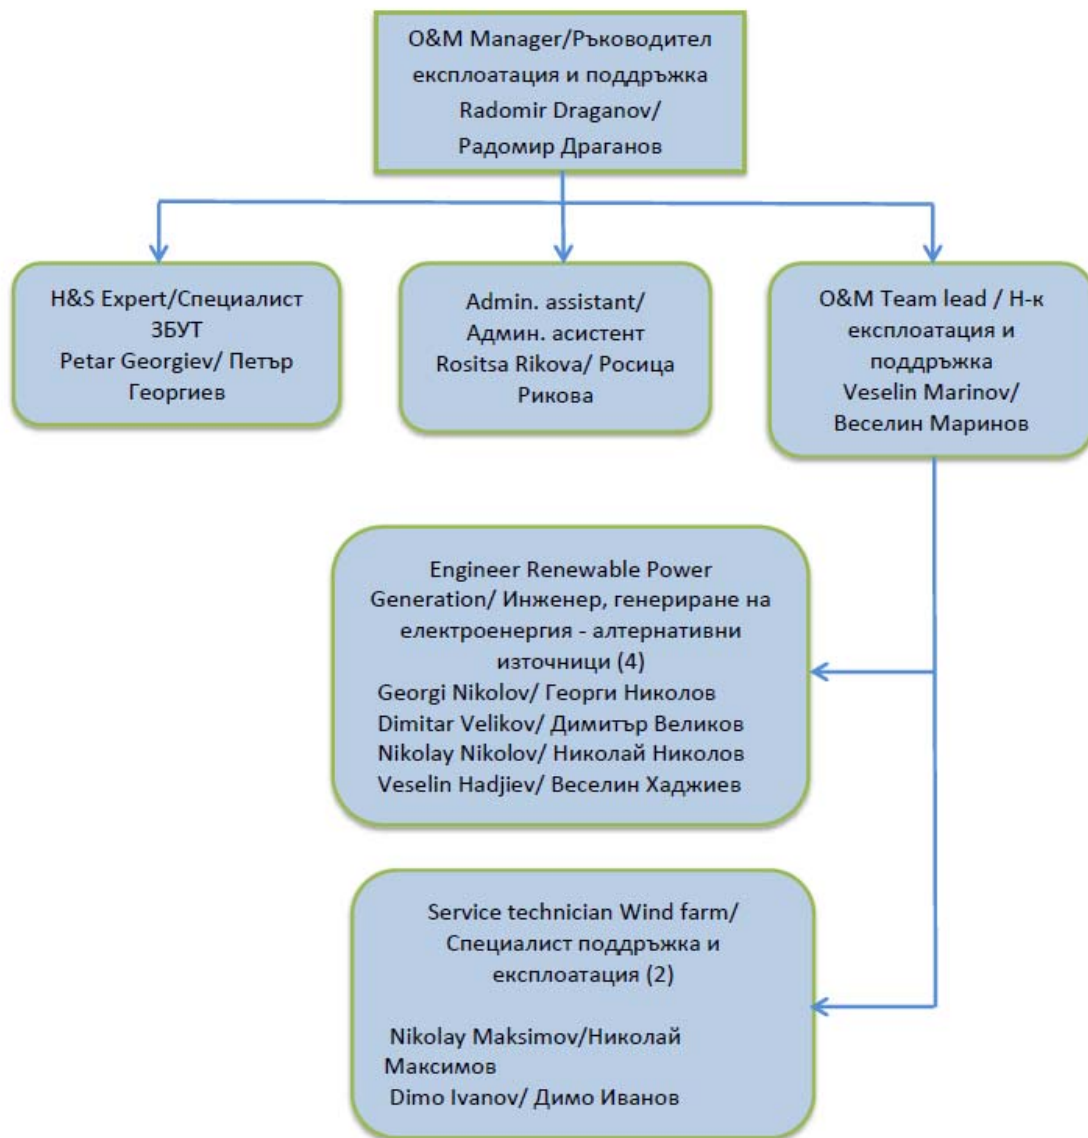 O&M Manager/Ръководител
експлоатация и поддръжка
Radomir Draganov/
Радомир Драганов
H&S Expert/Специалист
ЗБУТ
Petar Georgiev/ Петър
Георгиев
Admin. assistant/
Админ. асистент
Rositsa Rikova/ Росица
Рикова
O&M Team lead / Н-к
експлоатация и
поддръжка
Veselin Marinov/
Веселин Маринов
Engineer Renewable Power
Generation/ Инженер, генериране на
електроенергия - алтернативни
източници (4)
Georgi Nikolov/ Георги Николов
Dimitar Velikov/ Димитър Великов
Nikolay Nikolov/ Николай Николов
Veselin Hadjiev/ Веселин Хаджиев
Service technician Wind farm/
Специалист поддръжка и
експлоатация (2)
Nikolay Maksimov/Николай
Максимов
Dimo Ivanov/ Димо Иванов